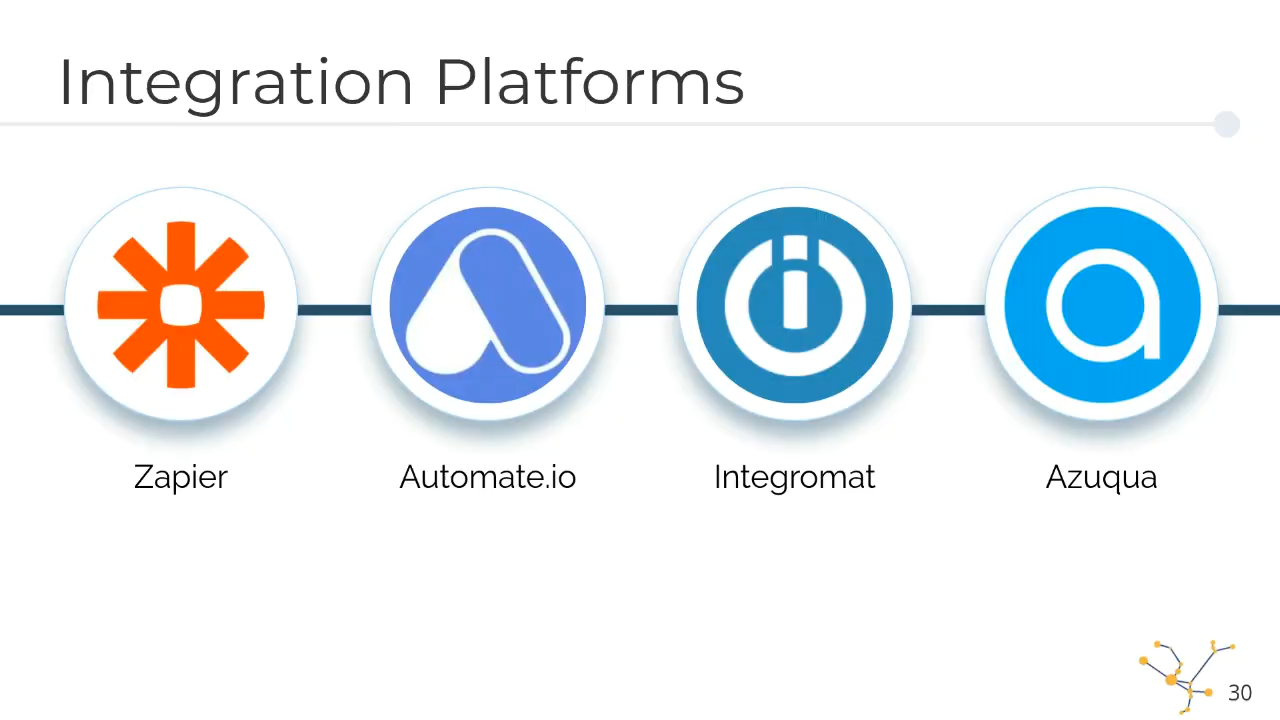 Integration Platforms
Zapier
Automate.io
Integromat
Azuqua
30